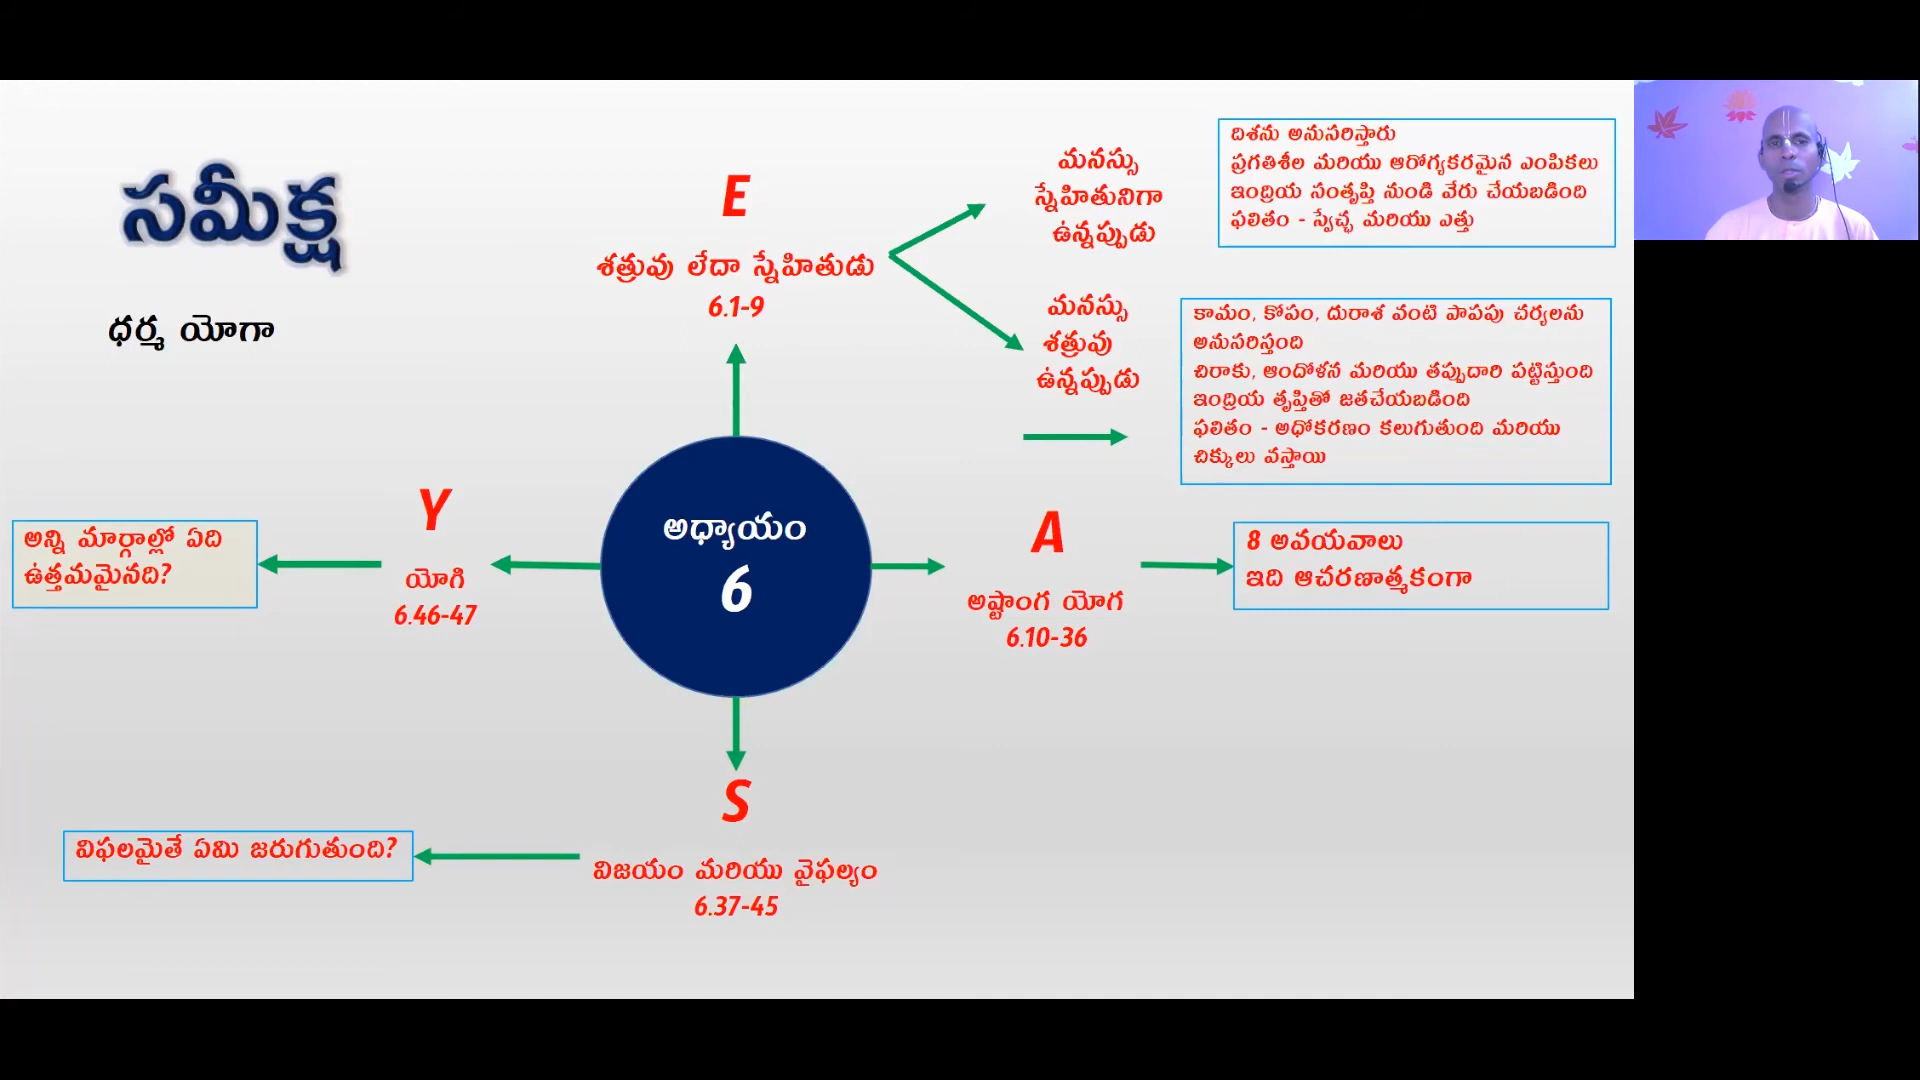 సమీక్ష
ధర్మ యోగా
E
శత్రువు లేదా స్నేహితుడు
6.1-9
మనస్సు
స్నేహితునిగా
ఉన్నప్పుడు
దిశను అనుసరిస్తారు
ప్రగతిశీల మరియు ఆరోగ్యకరమైన ఎంపికలు
ఇంద్రియ సంతృప్తి నుండి వేరు చేయబడింది
ఫలితం - స్వేచ్ఛ మరియు ఎత్తు
మనస్సు
శత్రువు
ఉన్నప్పుడు
కామం, కోపం, దురాశ వంటి పాపపు చర్యలను
అనుసరిస్తంది
చిరాకు, ఆందోళన మరియు తప్పుదారి పట్టిస్తుంది
ఇంద్రియ తృప్తితో జతచేయబడింది
ఫలితం - అధోకరణం కలుగుతుంది మరియు
చిక్కులు వస్తాయి
అధ్యాయం
6
A
అష్టాంగ యోగ
6.10-36
8 అవయవాలు
ఇది ఆచరణాత్మకంగా
Y
యోగి
6.46-47
అన్ని మార్గాల్లో ఏది
ఉత్తమమైనది?
S
విజయం మరియు వైఫల్యం
6.37-45
విఫలమైతే ఏమి జరుగుతుంది?